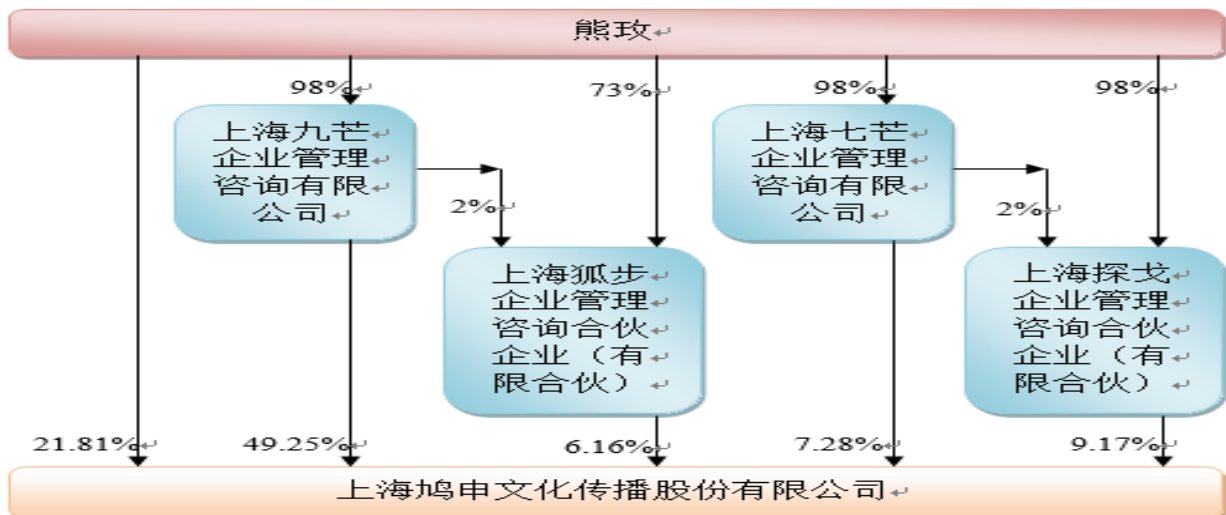 熊玫
98%
73%
98%
98%
上海九芒
企业管理
咨询有限
公司
上海七芒
企业管理
咨询有限
公司
2%
2%
上海狐步
企业管理
咨询合伙
企业（有
限合伙）
上海探戈
企业管理
咨询合伙
企业（有
限合伙）
21.81%
49.25%
6.16%
7.28%
9.17%
上海鸠申文化传播股份有限公司